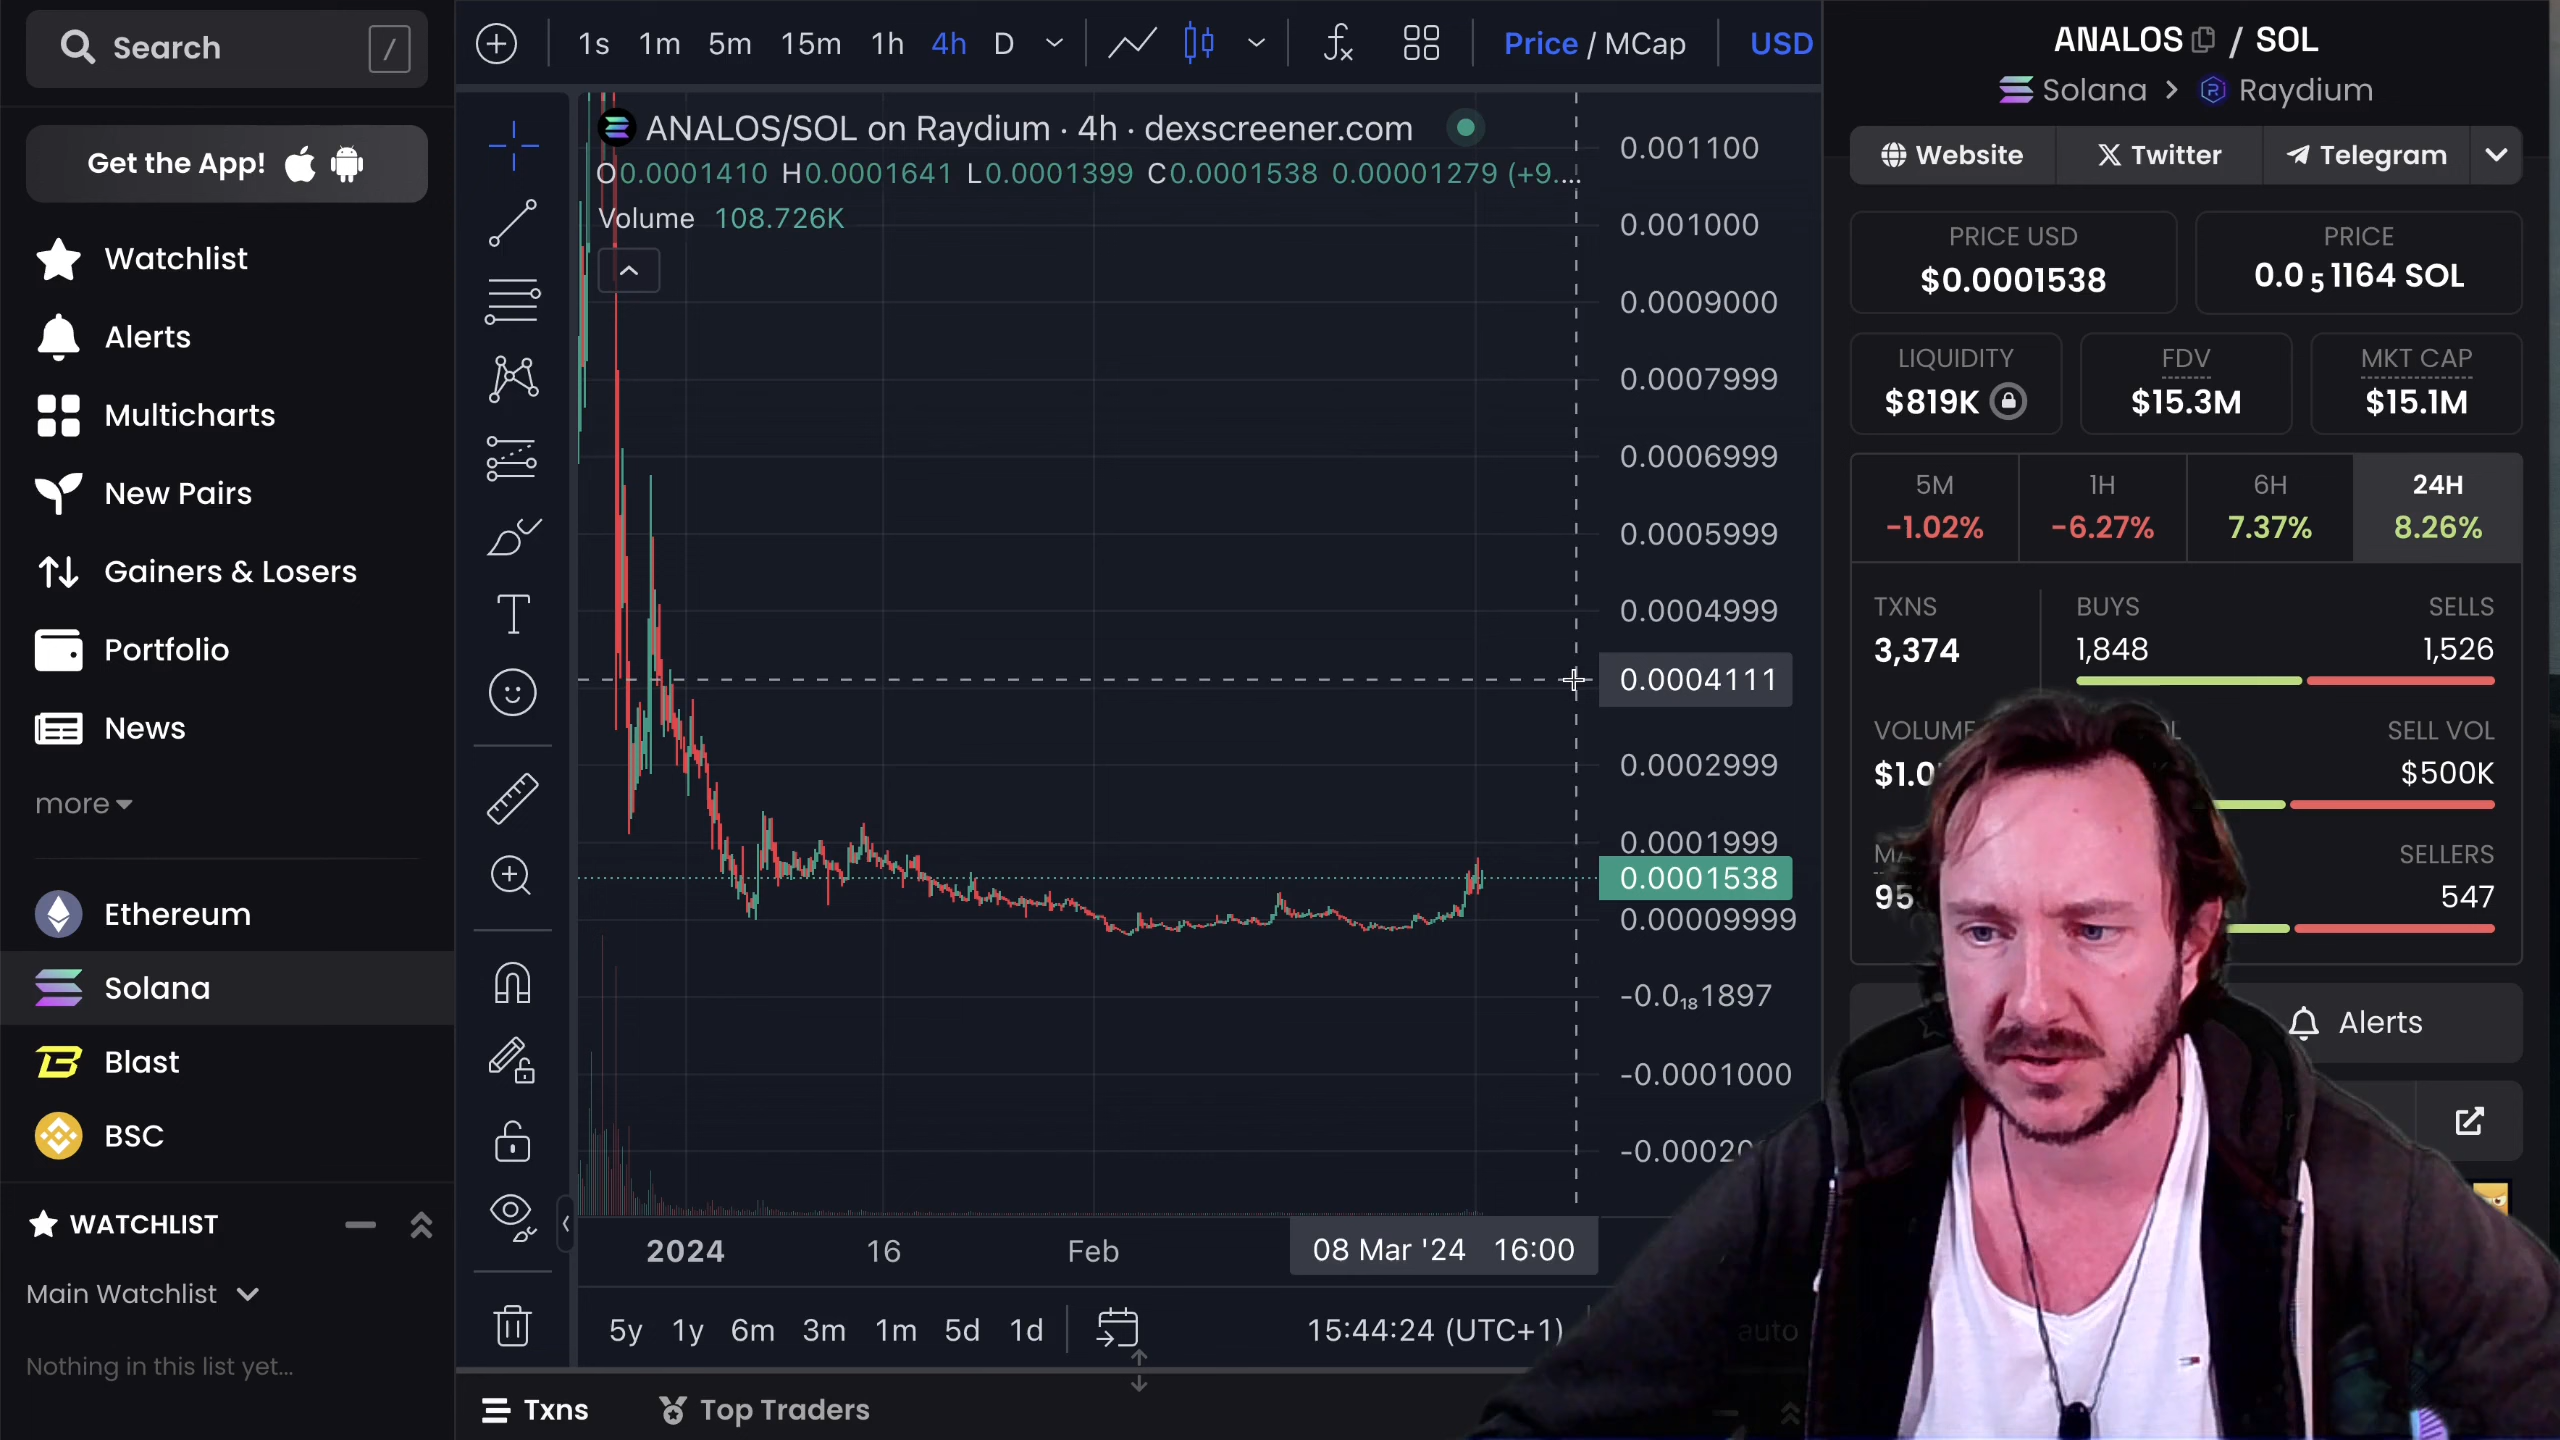 Search /
Get the App!
Watchlist
Alerts
Multicharts
New Pairs
Gainers & Losers
Portfolio
News
more
Ethereum
Solana
Blast
BSC
WATCHLIST
Main Watchlist
Nothing in this list yet...
1s 1m 5m 15m 1h 4h D Price / MCap USD
ANALOS/SOL on Raydium · 4h · dexscreener.com
O0.0001410 H0.0001641 L0.0001399 C0.0001538 0.00001279 (+9....
Volume 108.726K
0.001100
0.001000
0.0009000
0.0007999
0.0006999
0.0005999
0.0004999
0.0004111
0.0002999
0.0001999
0.0001538
0.00009999
-0.0₁₈1897
-0.0001000
-0.00020
2024 16 Feb 08 Mar '24 16:00
5y 1y 6m 3m 1m 5d 1d 15:44:24 (UTC+1) auto
Txns Top Traders
ANALOS / SOL
Solana > Raydium
Website Twitter Telegram
PRICE USD
$0.0001538
PRICE
0.0₅1164 SOL
LIQUIDITY
$819K
FDV
$15.3M
MKT CAP
$15.1M
5M
-1.02%
1H
-6.27%
6H
7.37%
24H
8.26%
TXNS
3,374
BUYS
1,848
SELLS
1,526
VOLUME
$1.0
SELL VOL
$500K
SELLERS
547
95
Alerts